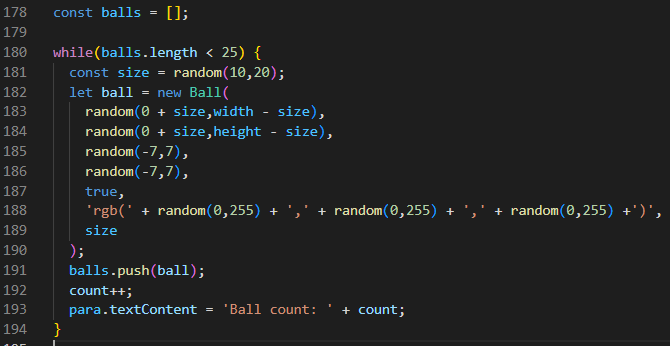 178 const balls = [];
179
180 while(balls.length < 25) {
181   const size = random(10,20);
182   let ball = new Ball(
183     random(0 + size,width - size),
184     random(0 + size,height - size),
185     random(-7,7),
186     random(-7,7),
187     true,
188     'rgb(' + random(0,255) + ',' + random(0,255) + ',' + random(0,255) +')',
189     size
190   );
191   balls.push(ball);
192   count++;
193   para.textContent = 'Ball count: ' + count;
194 }
195